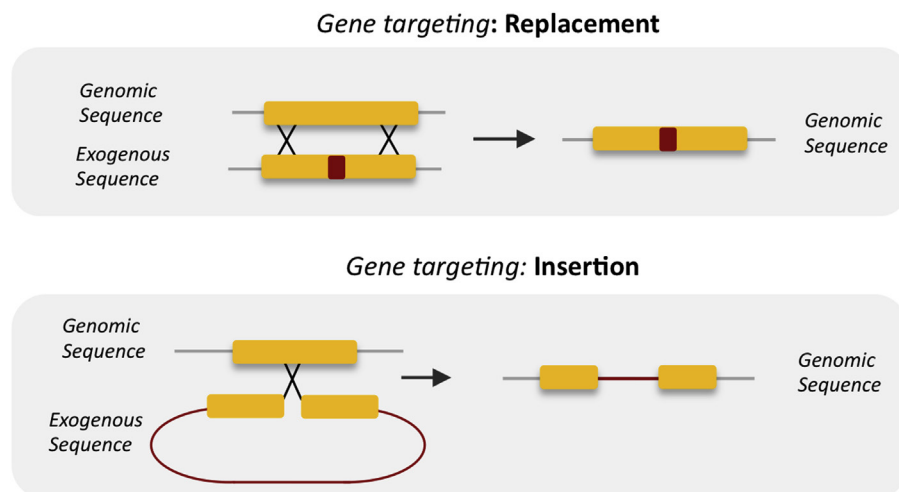 Gene targeting: Replacement
Genomic
Sequence
Exogenous
Sequence
Genomic
Sequence
Gene targeting: Insertion
Genomic
Sequence
Exogenous
Sequence
Genomic
Sequence